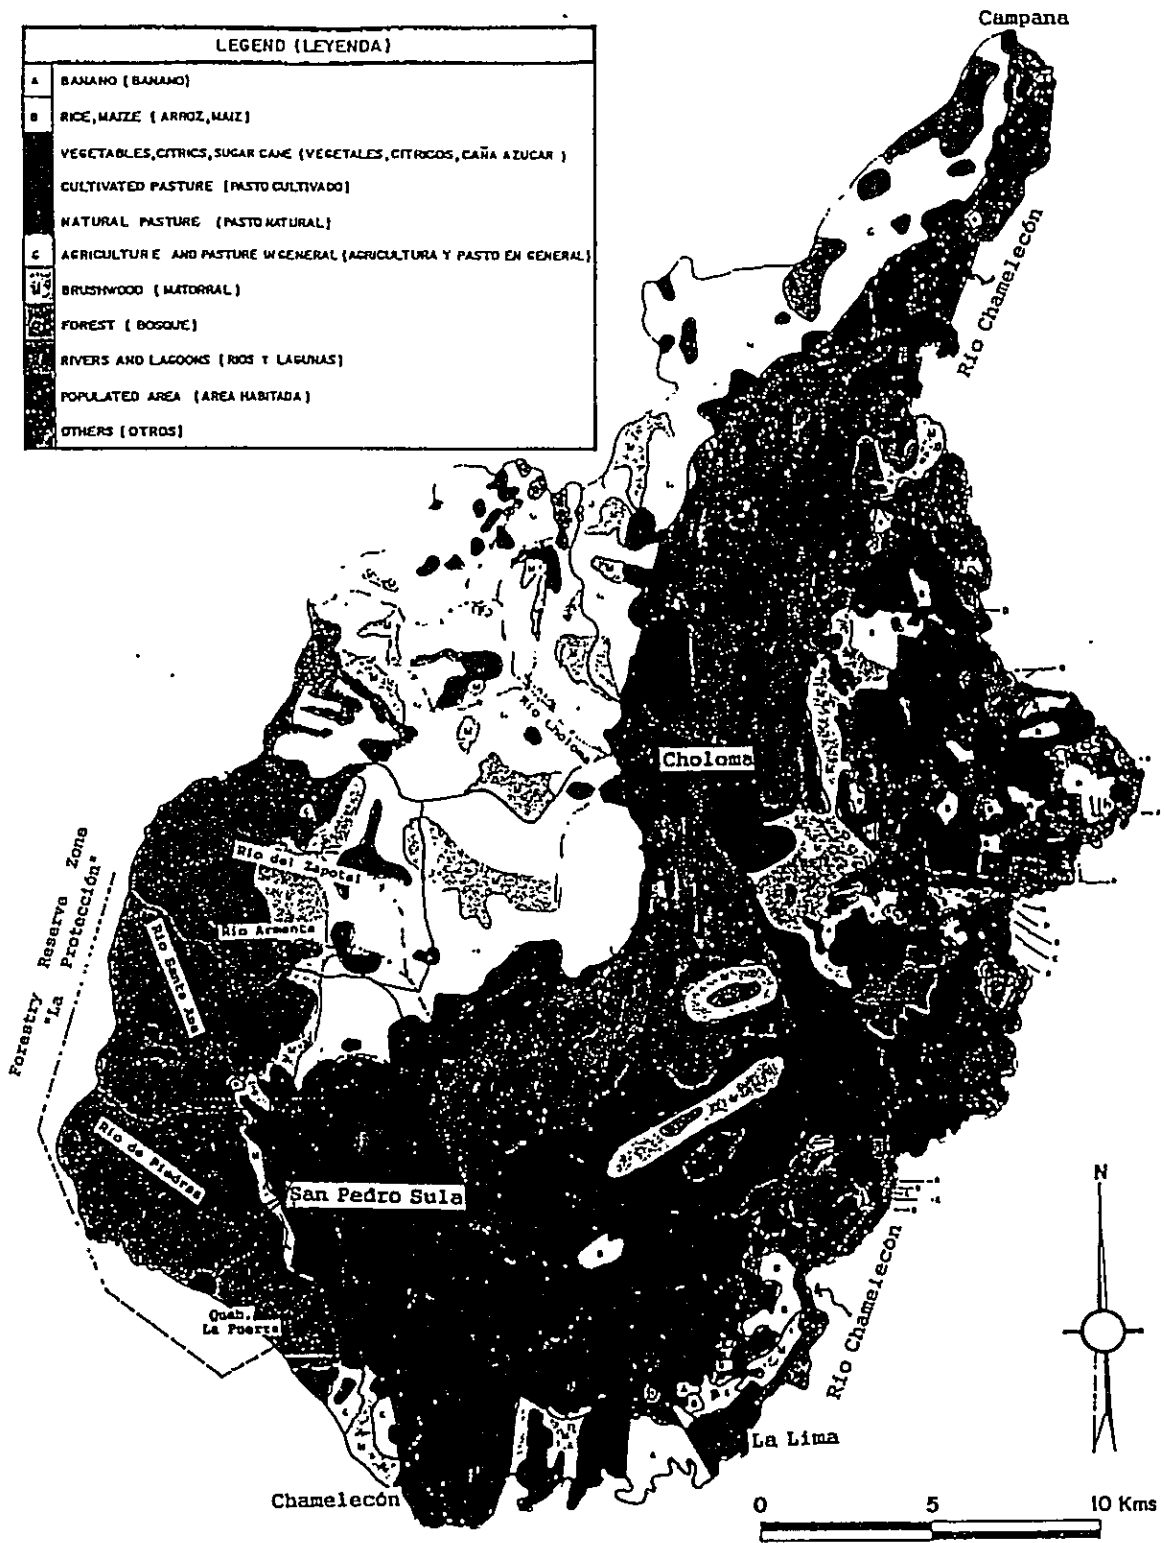 Campana
LEGEND (LEYENDA)
A BANANO (BANANO)
B RICE, MAIZE (ARROZ, MAIZ)
VEGETABLES, CITRICS, SUGAR CANE (VEGETALES, CITRICOS, CAÑA AZUCAR)
CULTIVATED PASTURE (PASTO CULTIVADO)
NATURAL PASTURE (PASTO NATURAL)
C AGRICULTURE AND PASTURE IN GENERAL (AGRICULTURA Y PASTO EN GENERAL)
M BRUSHWOOD (MATORRAL)
FOREST (BOSQUE)
RIVERS AND LAGOONS (RIOS Y LAGUNAS)
POPULATED AREA (AREA HABITADA)
OTHERS (OTROS)
Río Chamelecón
Río Choloma
Choloma
Río del Zapotal
Río Armenta
Forestry Reserve Zona
"La Protección"
Río Santa Ana
Río de Piedras
San Pedro Sula
N
Queb.
La Puerta
Río Chamelecón
La Lima
Chamelecón
0 5 10 Kms